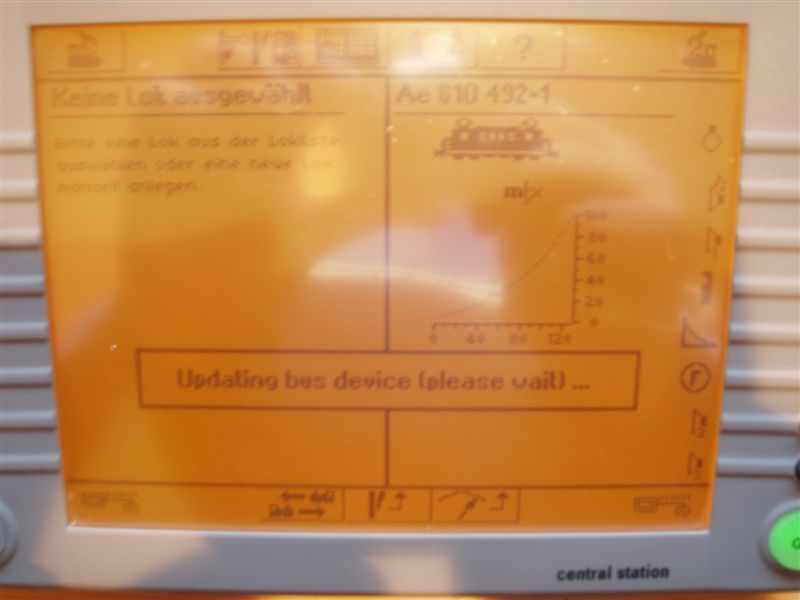 ?
Keine Lok ausgewählt
Ae 610 492-1
Bitte eine Lok aus der Lokliste
auswählen oder eine neue Lok
manuell anlegen.
mfx
100
80
60
40
20
0
0 40 80 120
F
Updating bus device (please wait) ...
central station
G